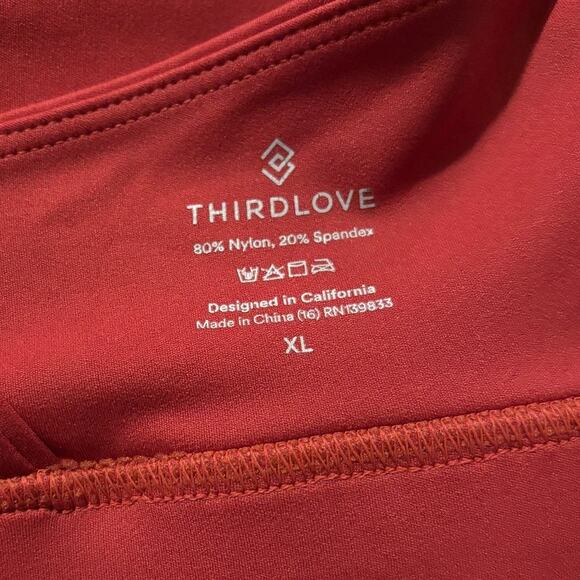 THIRDLOVE
80% Nylon, 20% Spandex
Designed in California
Made in China (16) RN139833
XL